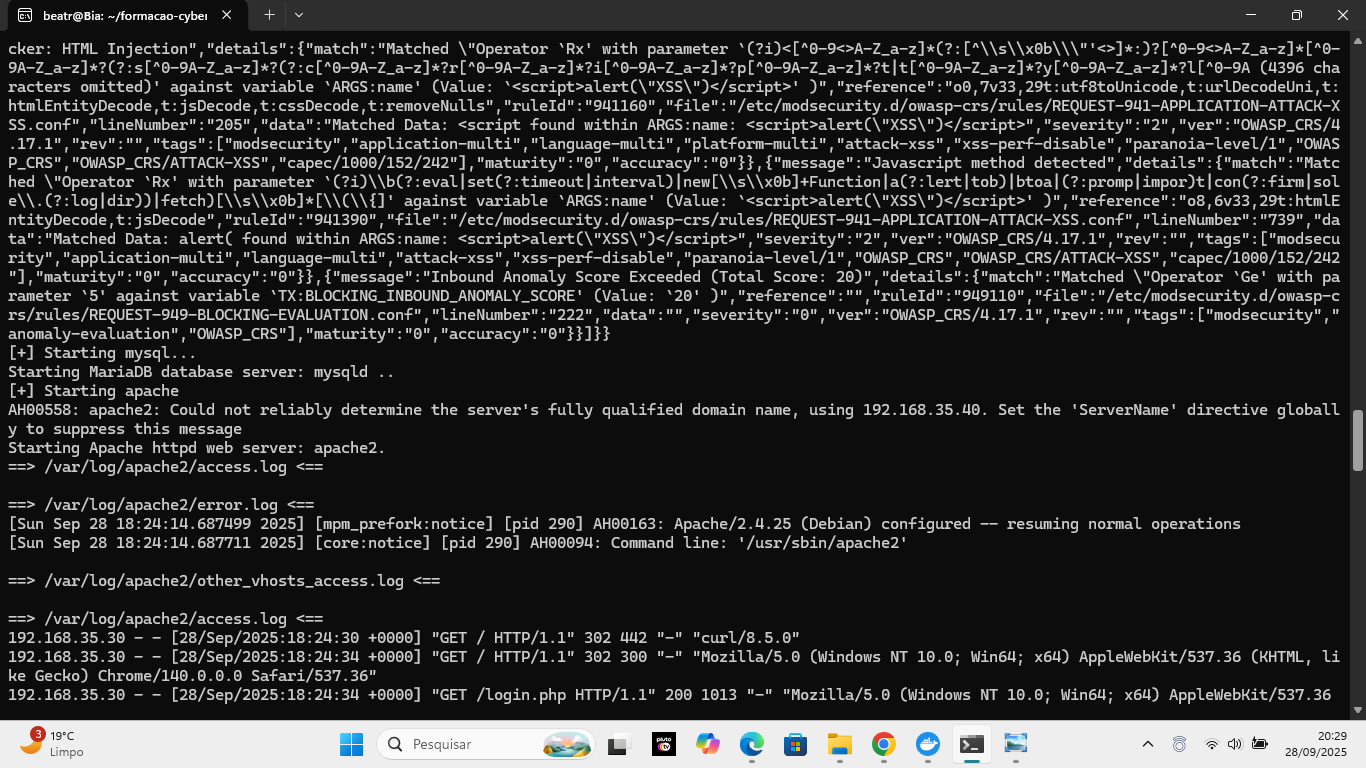 beatr@Bia: ~/formacao-cyber
cker: HTML Injection","details":{"match":"Matched \"Operator `Rx' with parameter `(?i)<[^0-9<>A-Z_a-z]*(?:[^\\s\\x0b\\\"'<>]*:)?[^0-9<>A-Z_a-z]*[^0-
9A-Z_a-z]*?(?:s[^0-9A-Z_a-z]*?(?:c[^0-9A-Z_a-z]*?r[^0-9A-Z_a-z]*?i[^0-9A-Z_a-z]*?p[^0-9A-Z_a-z]*?t|t[^0-9A-Z_a-z]*?y[^0-9A-Z_a-z]*?l[^0-9A (4396 cha
racters omitted)' against variable `ARGS:name' (Value: `<script>alert(\"XSS\")</script>' )","reference":"o0,7v33,29t:utf8toUnicode,t:urlDecodeUni,t:
htmlEntityDecode,t:jsDecode,t:cssDecode,t:removeNulls","ruleId":"941160","file":"/etc/modsecurity.d/owasp-crs/rules/REQUEST-941-APPLICATION-ATTACK-X
SS.conf","lineNumber":"205","data":"Matched Data: <script found within ARGS:name: <script>alert(\"XSS\")</script>","severity":"2","ver":"OWASP_CRS/4
.17.1","rev":"","tags":["modsecurity","application-multi","language-multi","platform-multi","attack-xss","xss-perf-disable","paranoia-level/1","OWAS
P_CRS","OWASP_CRS/ATTACK-XSS","capec/1000/152/242"],"maturity":"0","accuracy":"0"}},{"message":"Javascript method detected","details":{"match":"Matc
hed \"Operator `Rx' with parameter `(?i)\\b(?:eval|set(?:timeout|interval)|new[\\s\\x0b]+Function|a(?:lert|tob)|btoa|(?:promp|impor)t|con(?:firm|sol
e\\.(?:log|dir))|fetch)[\\s\\x0b]*[\\(\\{]' against variable `ARGS:name' (Value: `<script>alert(\"XSS\")</script>' )","reference":"o8,6v33,29t:htmlE
ntityDecode,t:jsDecode","ruleId":"941390","file":"/etc/modsecurity.d/owasp-crs/rules/REQUEST-941-APPLICATION-ATTACK-XSS.conf","lineNumber":"739","da
ta":"Matched Data: alert( found within ARGS:name: <script>alert(\"XSS\")</script>","severity":"2","ver":"OWASP_CRS/4.17.1","rev":"","tags":["modsecu
rity","application-multi","language-multi","attack-xss","xss-perf-disable","paranoia-level/1","OWASP_CRS","OWASP_CRS/ATTACK-XSS","capec/1000/152/242
"],"maturity":"0","accuracy":"0"}},{"message":"Inbound Anomaly Score Exceeded (Total Score: 20)","details":{"match":"Matched \"Operator `Ge' with pa
rameter `5' against variable `TX:BLOCKING_INBOUND_ANOMALY_SCORE' (Value: `20' )","reference":"","ruleId":"949110","file":"/etc/modsecurity.d/owasp-c
rs/rules/REQUEST-949-BLOCKING-EVALUATION.conf","lineNumber":"222","data":"","severity":"0","ver":"OWASP_CRS/4.17.1","rev":"","tags":["modsecurity","
anomaly-evaluation","OWASP_CRS"],"maturity":"0","accuracy":"0"}}]}}
[+] Starting mysql...
Starting MariaDB database server: mysqld ..
[+] Starting apache
AH00558: apache2: Could not reliably determine the server's fully qualified domain name, using 192.168.35.40. Set the 'ServerName' directive globall
y to suppress this message
Starting Apache httpd web server: apache2.
==> /var/log/apache2/access.log <==
==> /var/log/apache2/error.log <==
[Sun Sep 28 18:24:14.687499 2025] [mpm_prefork:notice] [pid 290] AH00163: Apache/2.4.25 (Debian) configured -- resuming normal operations
[Sun Sep 28 18:24:14.687711 2025] [core:notice] [pid 290] AH00094: Command line: '/usr/sbin/apache2'
==> /var/log/apache2/other_vhosts_access.log <==
==> /var/log/apache2/access.log <==
192.168.35.30 - - [28/Sep/2025:18:24:30 +0000] "GET / HTTP/1.1" 302 442 "-" "curl/8.5.0"
192.168.35.30 - - [28/Sep/2025:18:24:34 +0000] "GET / HTTP/1.1" 302 300 "-" "Mozilla/5.0 (Windows NT 10.0; Win64; x64) AppleWebKit/537.36 (KHTML, li
ke Gecko) Chrome/140.0.0.0 Safari/537.36"
192.168.35.30 - - [28/Sep/2025:18:24:34 +0000] "GET /login.php HTTP/1.1" 200 1013 "-" "Mozilla/5.0 (Windows NT 10.0; Win64; x64) AppleWebKit/537.36
3
19°C
Limpo
Pesquisar
pluto tv
20:29
28/09/2025